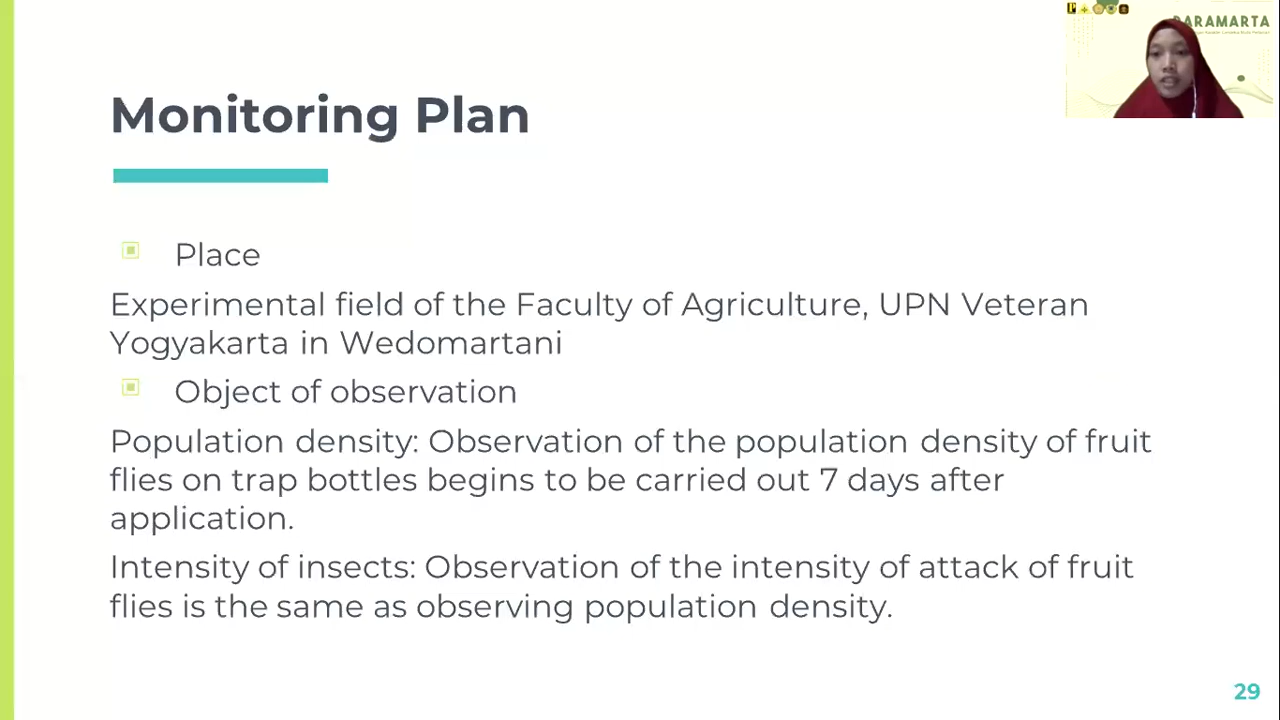 PARAMARTA
Monitoring Plan
Place
Experimental field of the Faculty of Agriculture, UPN Veteran
Yogyakarta in Wedomartani
Object of observation
Population density: Observation of the population density of fruit
flies on trap bottles begins to be carried out 7 days after
application.
Intensity of insects: Observation of the intensity of attack of fruit
flies is the same as observing population density.
29